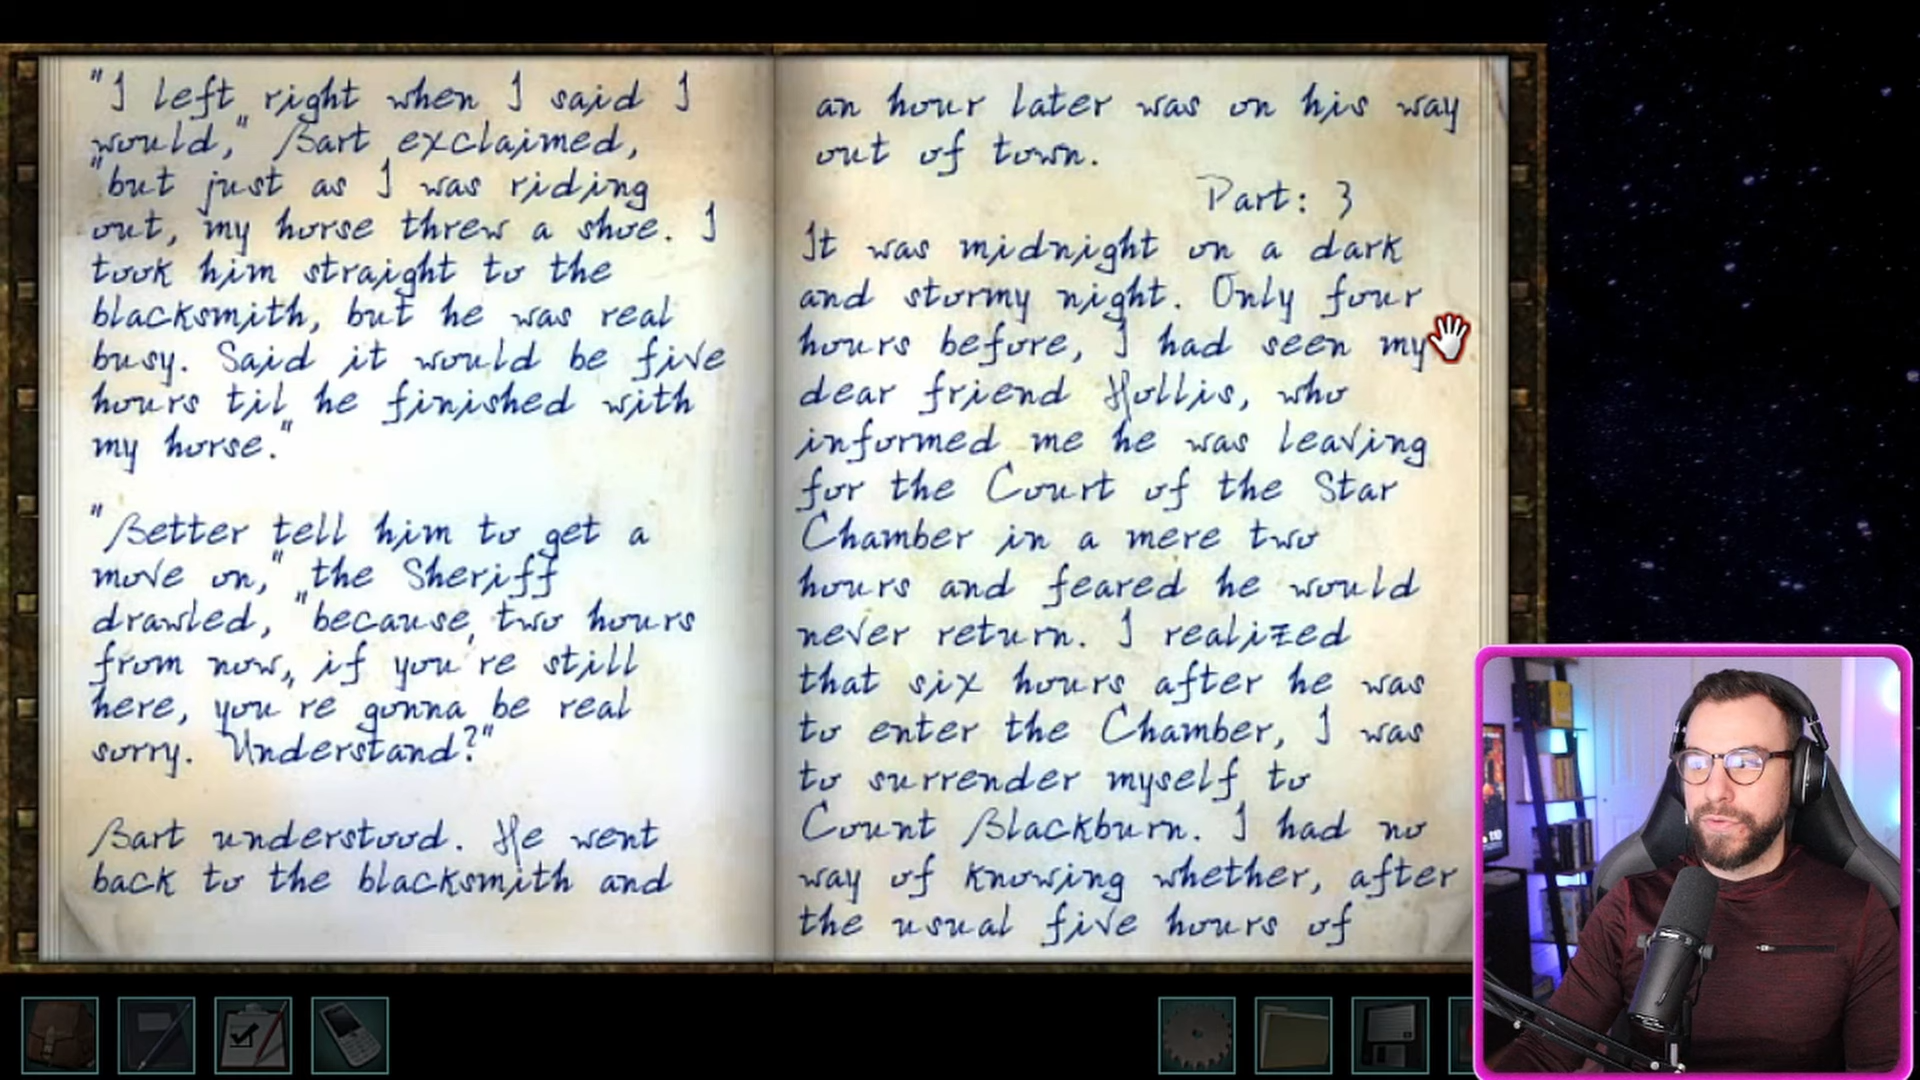 "I left right when I said I
would," Bart exclaimed,
"but just as I was riding
out, my horse threw a shoe. I
took him straight to the
blacksmith, but he was real
busy. Said it would be five
hours til he finished with
my horse."
"Better tell him to get a
move on," the Sheriff
drawled, "because, two hours
from now, if you're still
here, you're gonna be real
sorry. Understand?"
Bart understood. He went
back to the blacksmith and
an hour later was on his way
out of town.
Part: 3
It was midnight on a dark
and stormy night. Only four
hours before, I had seen my
dear friend Hollis, who
informed me he was leaving
for the Court of the Star
Chamber in a mere two
hours and feared he would
never return. I realized
that six hours after he was
to enter the Chamber, I was
to surrender myself to
Count Blackburn. I had no
way of knowing whether, after
the usual five hours of